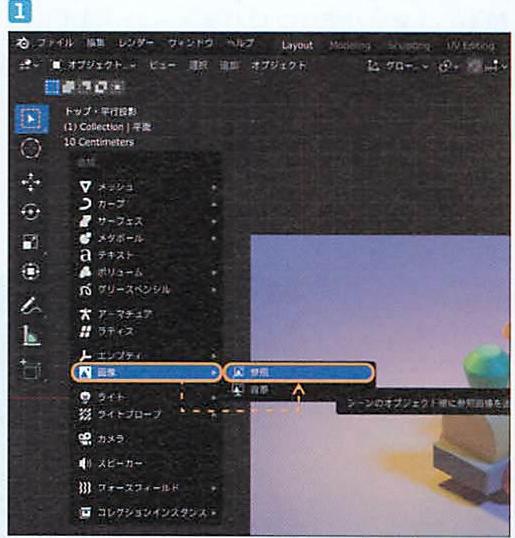 1
ファイル 編集 レンダー ウィンドウ ヘルプ Layout Modeling Sculpting UV Editing
オブジェクト.. ビュー 選択 追加 オブジェクト グロー..
トップ・平行投影
(1) Collection | 平面
10 Centimeters
追加
メッシュ
カーブ
サーフェス
メタボール
テキスト
ボリューム
グリースペンシル
アーマチュア
ラティス
エンプティ
画像 参照
背景
ライト シーンのオブジェクト様に参照画像を追
ライトプローブ
カメラ
スピーカー
フォースフィールド
コレクションインスタンス